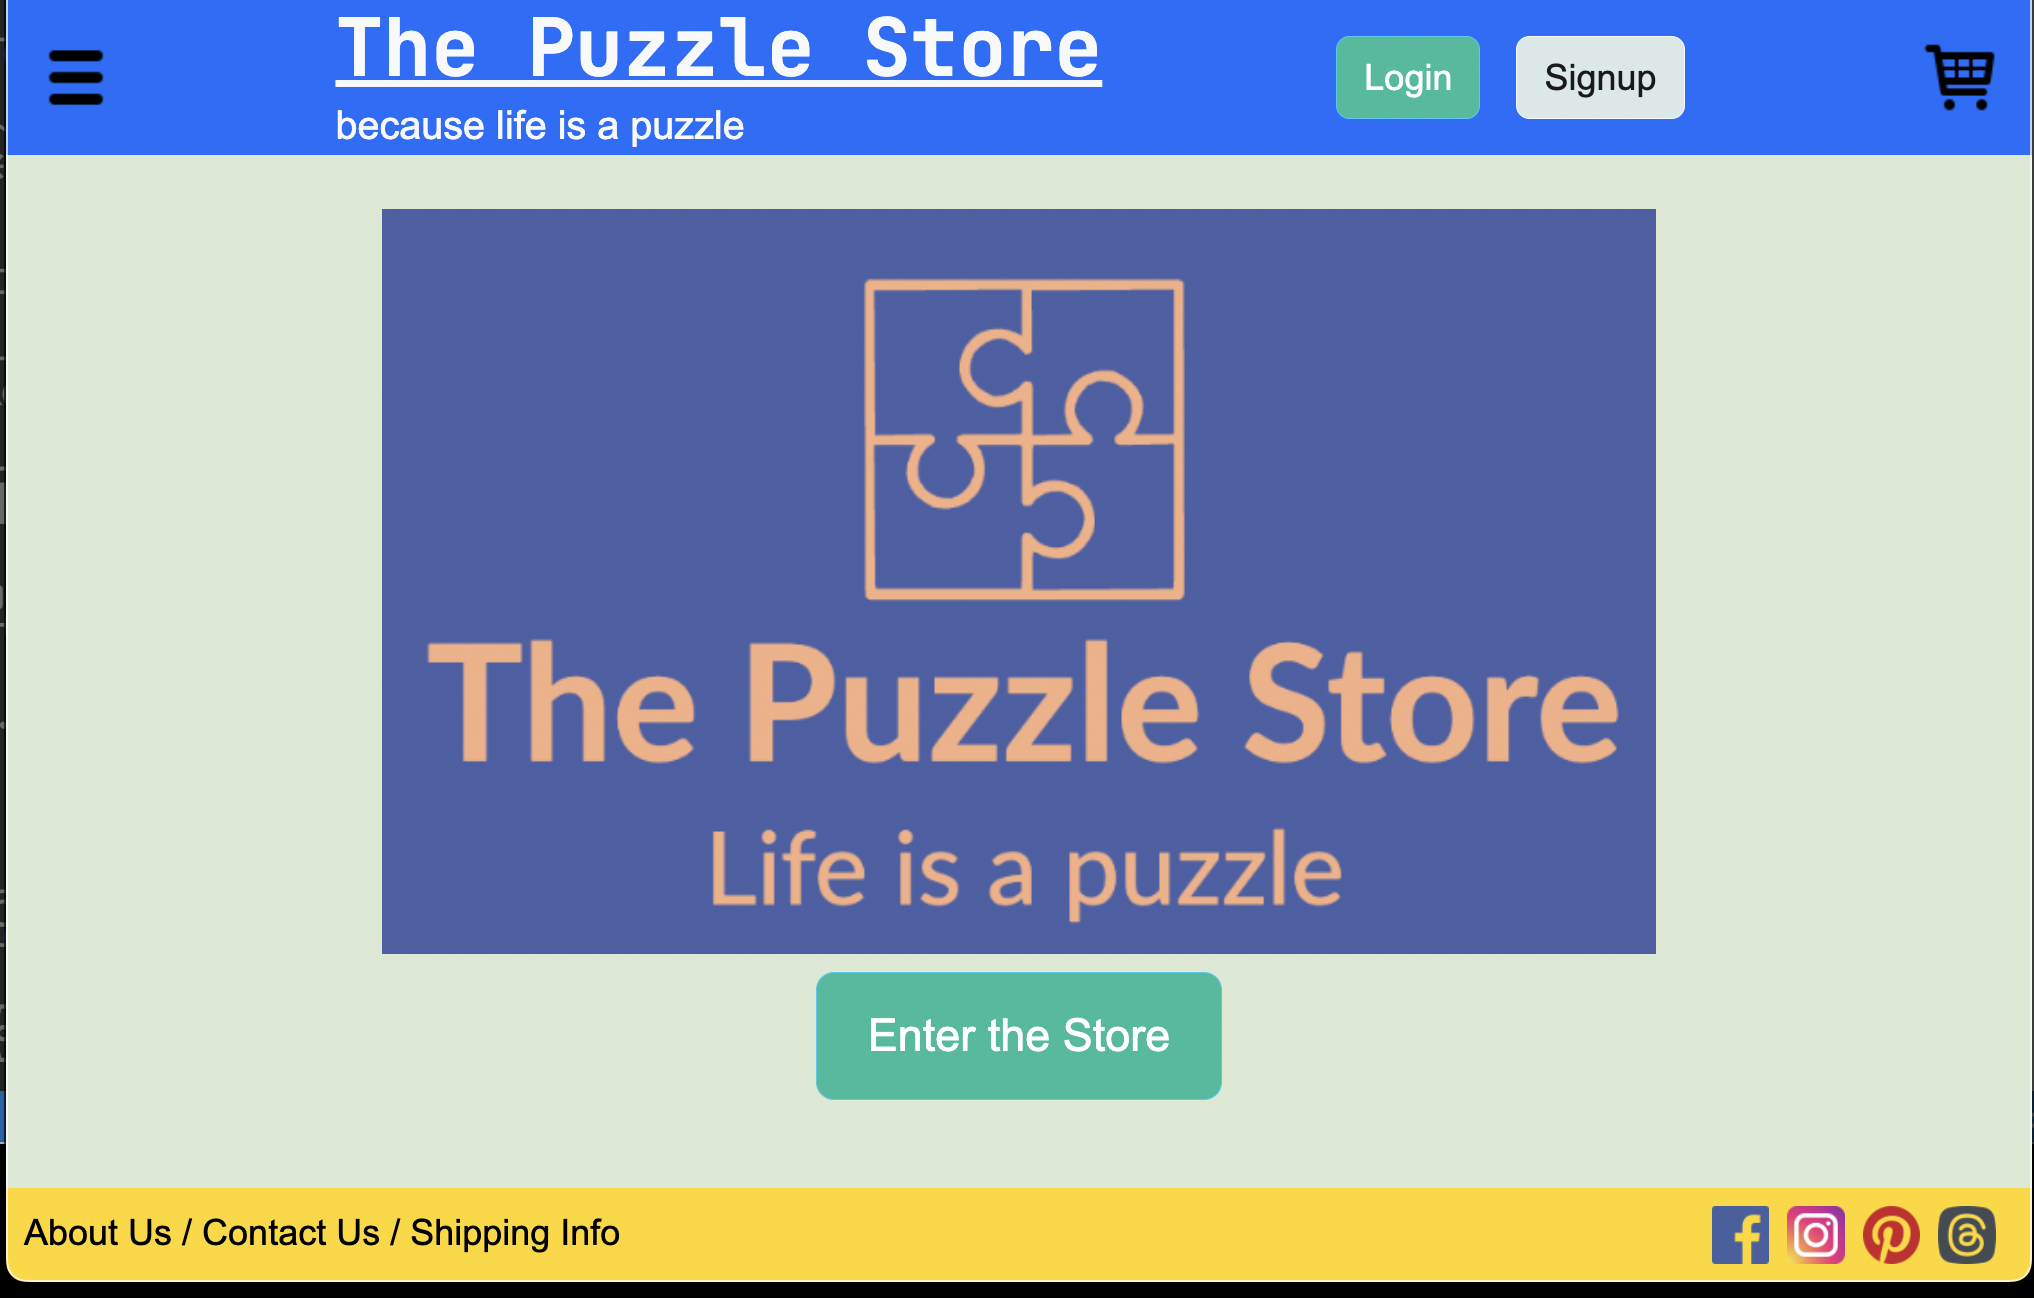 The Puzzle Store
because life is a puzzle
Login
Signup
The Puzzle Store
Life is a puzzle
Enter the Store
About Us / Contact Us / Shipping Info